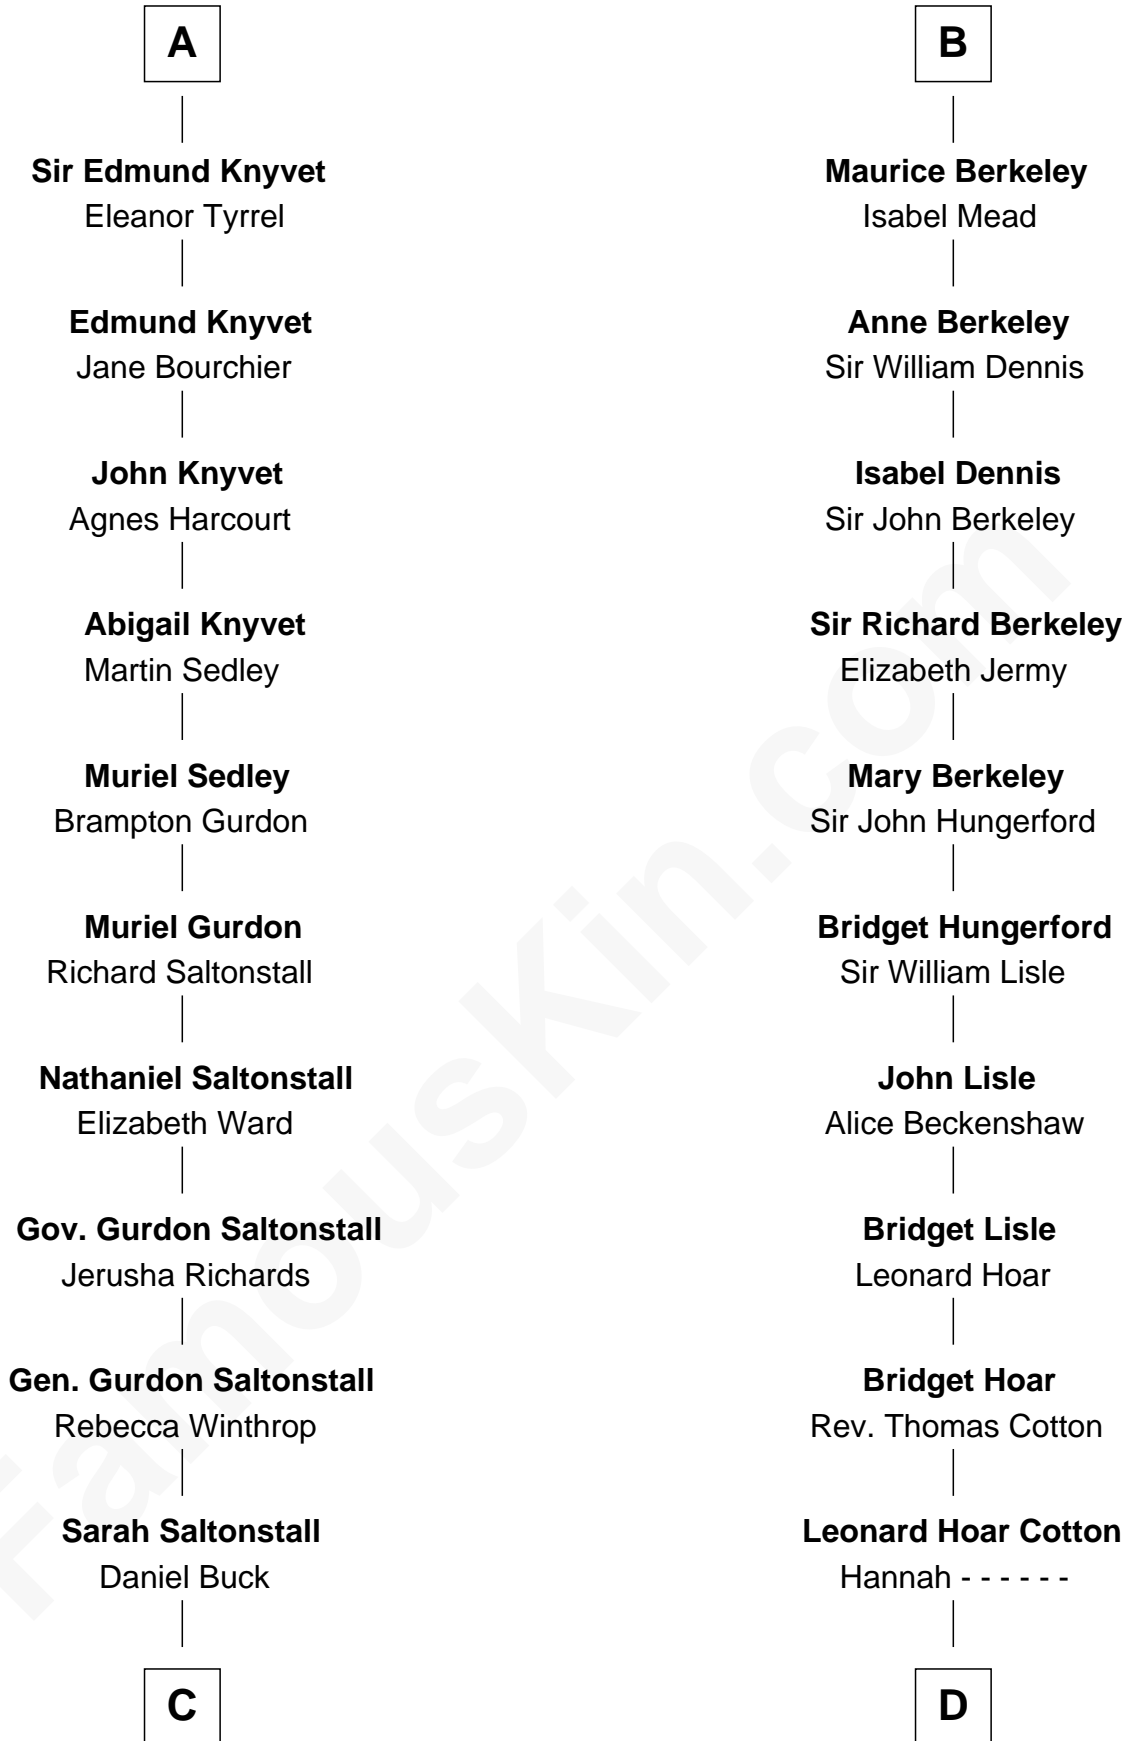 A
Sir Edmund Knyvet
Eleanor Tyrrel
Edmund Knyvet
Jane Bourchier
John Knyvet
Agnes Harcourt
Abigail Knyvet
Martin Sedley
Muriel Sedley
Brampton Gurdon
Muriel Gurdon
Richard Saltonstall
Nathaniel Saltonstall
Elizabeth Ward
Gov. Gurdon Saltonstall
Jerusha Richards
Gen. Gurdon Saltonstall
Rebecca Winthrop
Sarah Saltonstall
Daniel Buck
C
B
Maurice Berkeley
Isabel Mead
Anne Berkeley
Sir William Dennis
Isabel Dennis
Sir John Berkeley
Sir Richard Berkeley
Elizabeth Jermy
Mary Berkeley
Sir John Hungerford
Bridget Hungerford
Sir William Lisle
John Lisle
Alice Beckenshaw
Bridget Lisle
Leonard Hoar
Bridget Hoar
Rev. Thomas Cotton
Leonard Hoar Cotton
Hannah - - - - - -
D
FamousKin.com